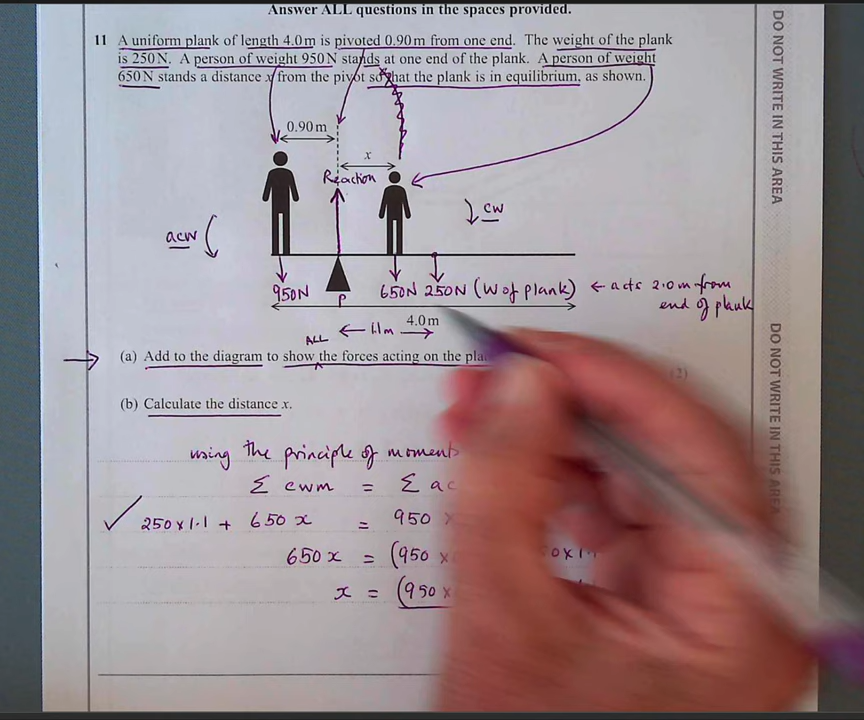 Answer ALL questions in the spaces provided.
11 A uniform plank of length 4.0 m is pivoted 0.90 m from one end. The weight of the plank
is 250 N. A person of weight 950 N stands at one end of the plank. A person of weight
650 N stands a distance x from the pivot so that the plank is in equilibrium, as shown.
0.90 m
x
Reaction
acw
cw
950N
P
650N 250N (W of plank) ← acts 2.0m from
end of plank
4.0 m
ALL ← 1.1m →
(a) Add to the diagram to show the forces acting on the
(2)
(b) Calculate the distance x.
using the principle of moments
Σ cwm = Σ
✓ 250 x 1.1 + 650 x = 950
650 x = (950 x
x = (950 x
DO NOT WRITE IN THIS AREA
DO NOT WRITE IN THIS AREA